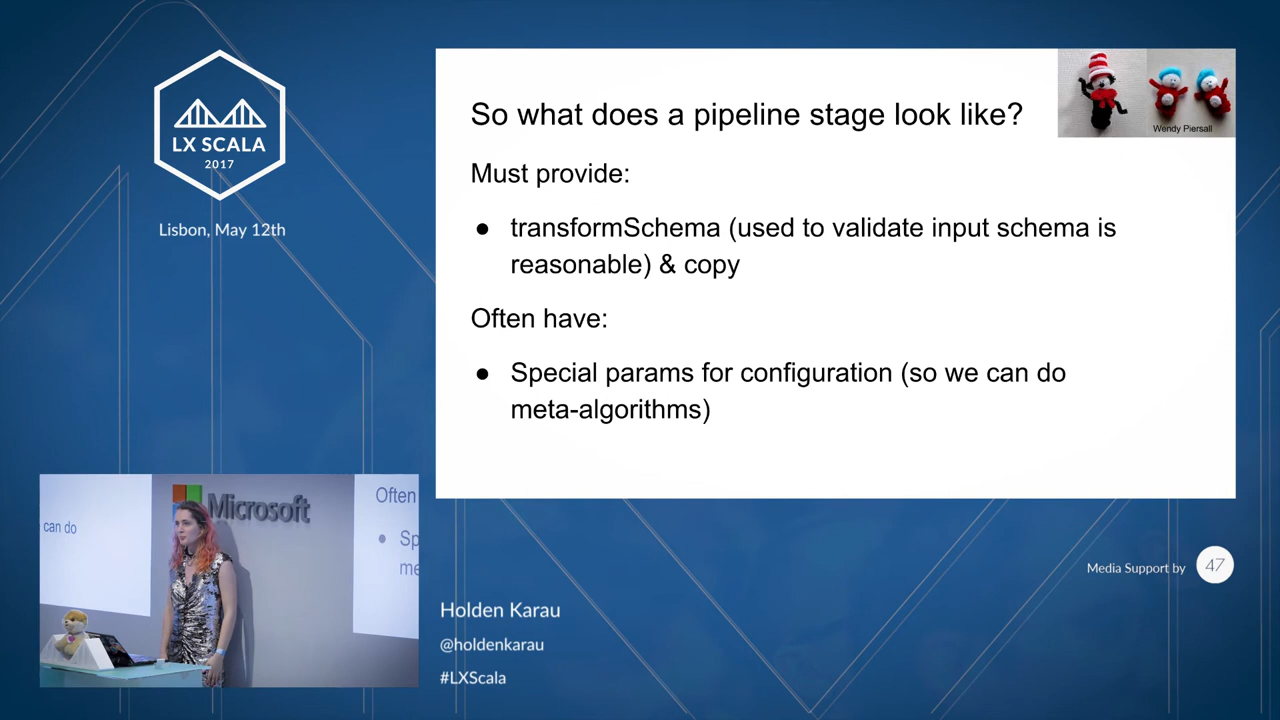 LX SCALA
2017
Lisbon, May 12th
So what does a pipeline stage look like?
Wendy Piersall
Must provide:
● transformSchema (used to validate input schema is
reasonable) & copy
Often have:
● Special params for configuration (so we can do
meta-algorithms)
can do
Microsoft
Often
● Sp
me
Media Support by
47
Holden Karau
@holdenkarau
#LXScala